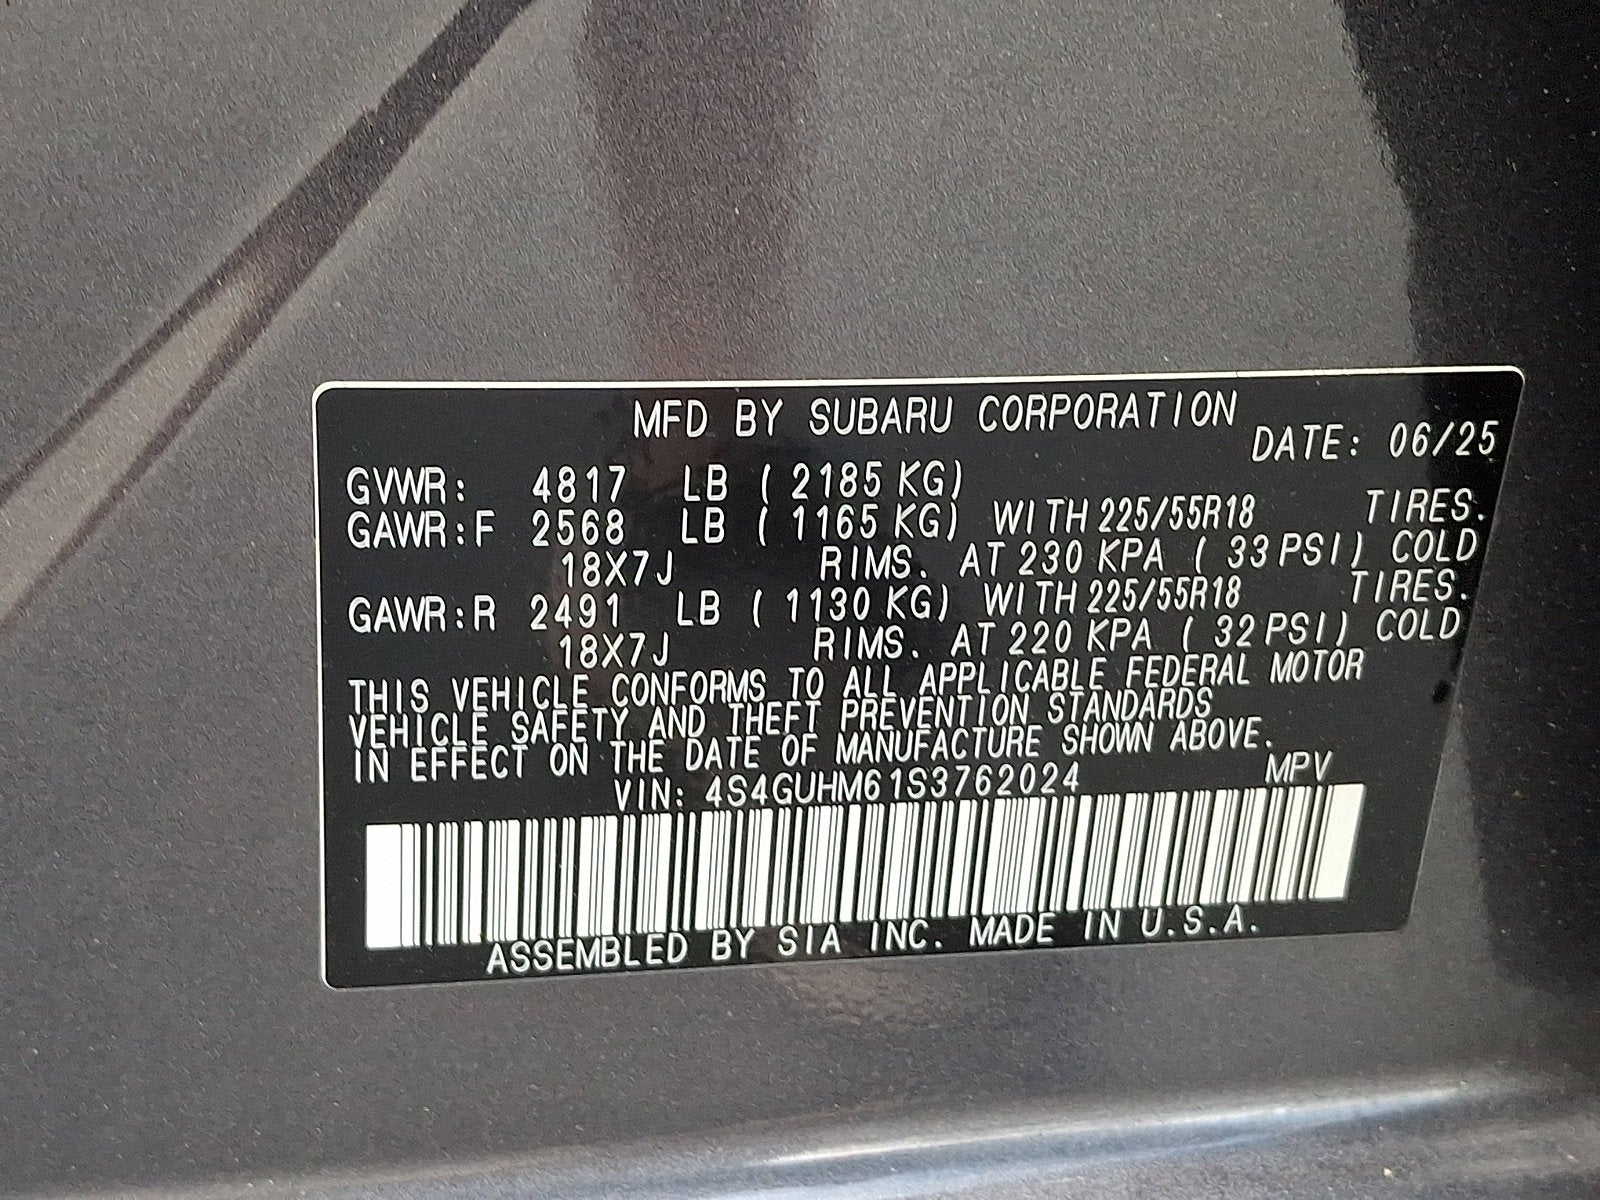 MFD BY SUBARU CORPORATION
DATE: 06/25
GVWR: 4817 LB ( 2185 KG)
GAWR:F 2568 LB ( 1165 KG) WITH 225/55R18 TIRES.
18X7J RIMS. AT 230 KPA ( 33 PSI) COLD
GAWR:R 2491 LB ( 1130 KG) WITH 225/55R18 TIRES.
18X7J RIMS. AT 220 KPA ( 32 PSI) COLD
THIS VEHICLE CONFORMS TO ALL APPLICABLE FEDERAL MOTOR
VEHICLE SAFETY AND THEFT PREVENTION STANDARDS
IN EFFECT ON THE DATE OF MANUFACTURE SHOWN ABOVE.
VIN: 4S4GUHM61S3762024 MPV
ASSEMBLED BY SIA INC. MADE IN U.S.A.